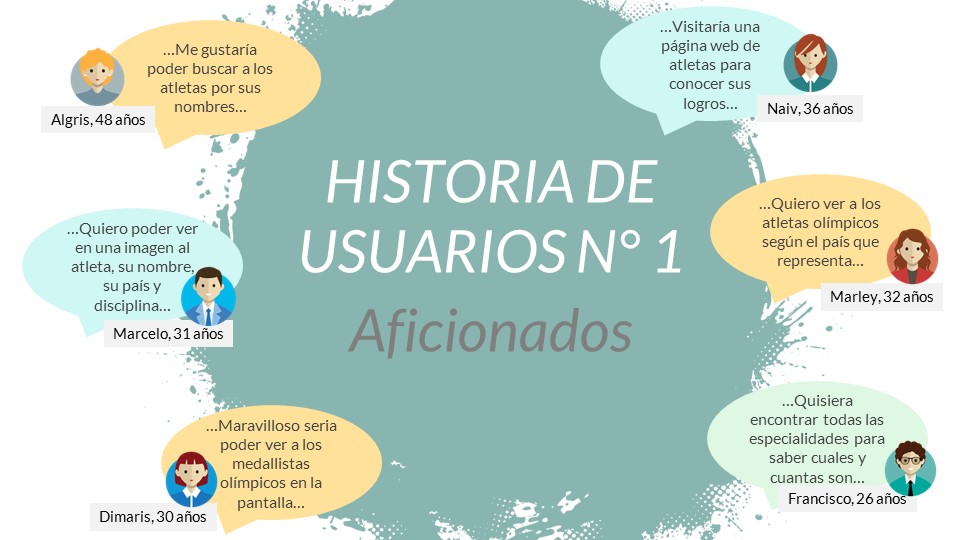 …Me gustaría
poder buscar a los
atletas por sus
nombres…
Algris, 48 años
…Visitaría una
página web de
atletas para
conocer sus
logros…
Naiv, 36 años
HISTORIA DE
USUARIOS N° 1
Aficionados
…Quiero poder ver
en una imagen al
atleta, su nombre,
su país y
disciplina…
Marcelo, 31 años
…Quiero ver a los
atletas olímpicos
según el país que
representa…
Marley, 32 años
…Maravilloso seria
poder ver a los
medallistas
olímpicos en la
pantalla…
Dimaris, 30 años
…Quisiera
encontrar todas las
especialidades para
saber cuales y
cuantas son…
Francisco, 26 años